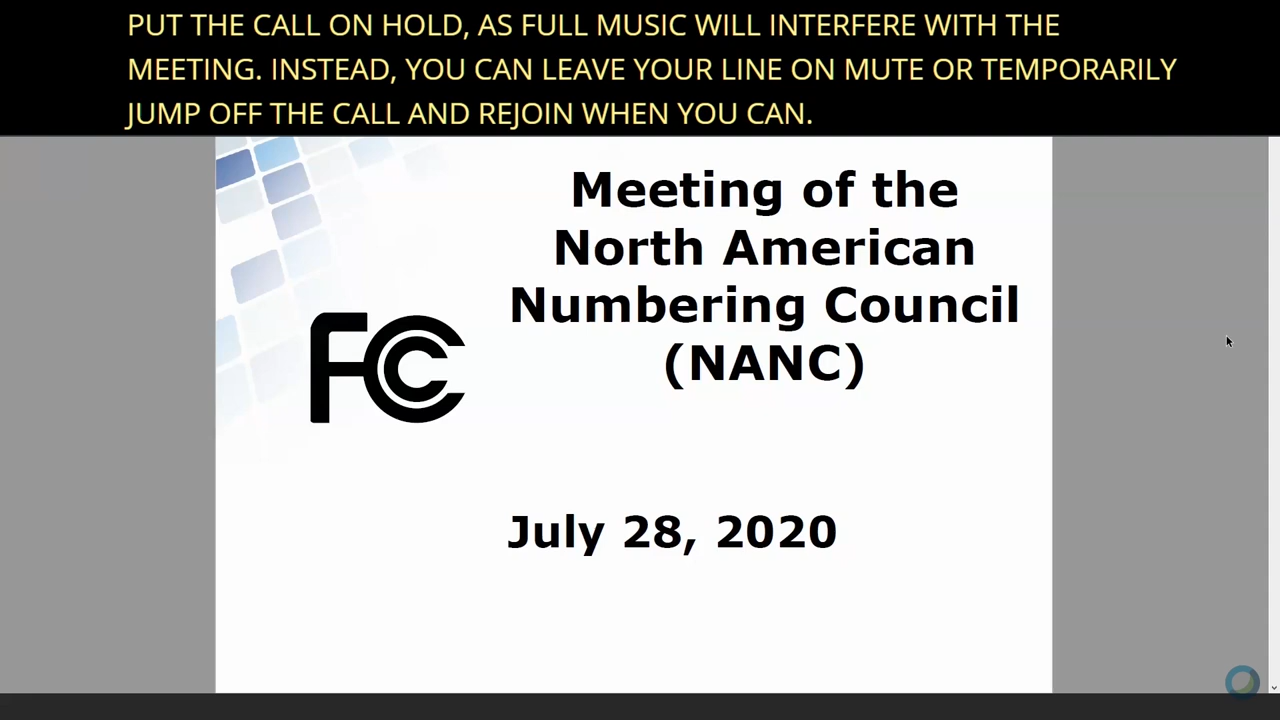 PUT THE CALL ON HOLD, AS FULL MUSIC WILL INTERFERE WITH THE
MEETING. INSTEAD, YOU CAN LEAVE YOUR LINE ON MUTE OR TEMPORARILY
JUMP OFF THE CALL AND REJOIN WHEN YOU CAN.
Meeting of the
North American
Numbering Council
(NANC)
FCC
July 28, 2020